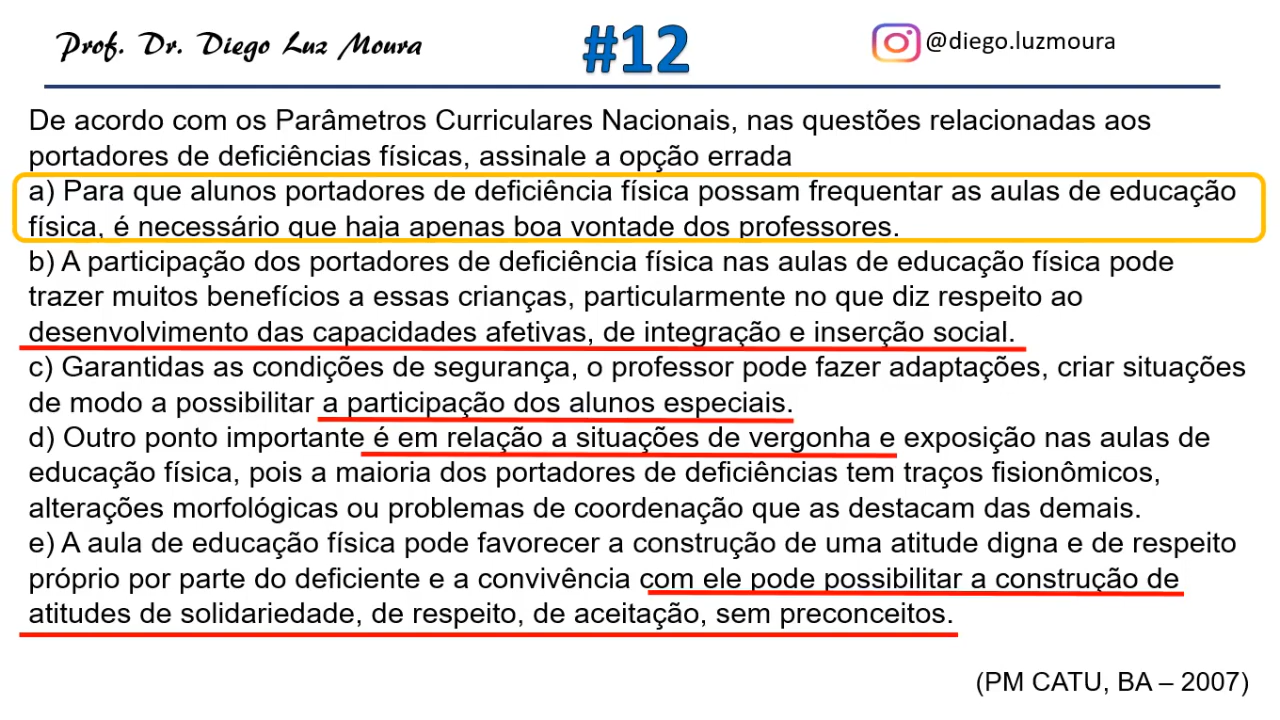 Prof. Dr. Diego Luz Moura
#12
@diego.luzmoura
De acordo com os Parâmetros Curriculares Nacionais, nas questões relacionadas aos
portadores de deficiências físicas, assinale a opção errada
a) Para que alunos portadores de deficiência física possam frequentar as aulas de educação
física, é necessário que haja apenas boa vontade dos professores.
b) A participação dos portadores de deficiência física nas aulas de educação física pode
trazer muitos benefícios a essas crianças, particularmente no que diz respeito ao
desenvolvimento das capacidades afetivas, de integração e inserção social.
c) Garantidas as condições de segurança, o professor pode fazer adaptações, criar situações
de modo a possibilitar a participação dos alunos especiais.
d) Outro ponto importante é em relação a situações de vergonha e exposição nas aulas de
educação física, pois a maioria dos portadores de deficiências tem traços fisionômicos,
alterações morfológicas ou problemas de coordenação que as destacam das demais.
e) A aula de educação física pode favorecer a construção de uma atitude digna e de respeito
próprio por parte do deficiente e a convivência com ele pode possibilitar a construção de
atitudes de solidariedade, de respeito, de aceitação, sem preconceitos.
(PM CATU, BA – 2007)